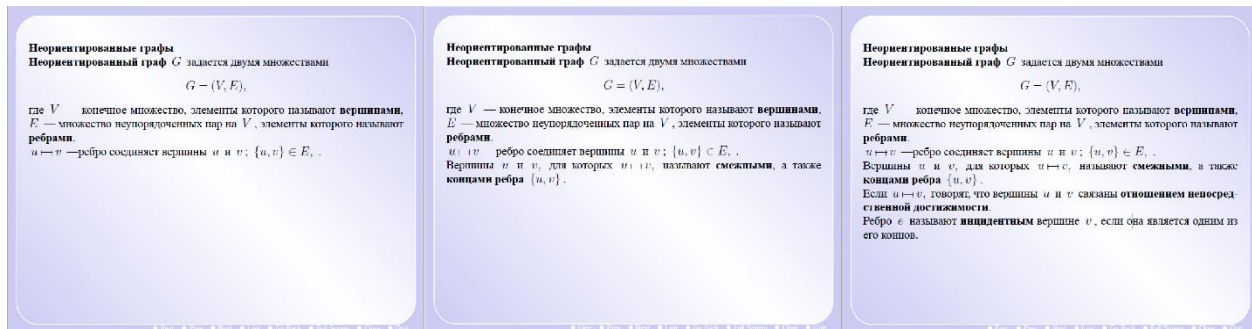 Неориентированные графы
Неориентированный граф G задается двумя множествами
G = (V, E),
где V — конечное множество, элементы которого называют вершинами,
E — множество неупорядоченных пар на V , элементы которого называют
ребрами.
u ⊢⊣ v —ребро соединяет вершины u и v ; {u, v} ∈ E, .
Неориентированные графы
Неориентированный граф G задается двумя множествами
G = (V, E),
где V — конечное множество, элементы которого называют вершинами,
E — множество неупорядоченных пар на V , элементы которого называют
ребрами.
u ⊢⊣ v —ребро соединяет вершины u и v ; {u, v} ∈ E, .
Вершины u и v, для которых u ⊢⊣ v, называют смежными, а также
концами ребра {u, v} .
Неориентированные графы
Неориентированный граф G задается двумя множествами
G = (V, E),
где V — конечное множество, элементы которого называют вершинами,
E — множество неупорядоченных пар на V , элементы которого называют
ребрами.
u ⊢⊣ v —ребро соединяет вершины u и v ; {u, v} ∈ E, .
Вершины u и v, для которых u ⊢⊣ v, называют смежными, а также
концами ребра {u, v} .
Если u ⊢⊣ v, говорят, что вершины u и v связаны отношением непосред-
ственной достижимости.
Ребро e называют инцидентным вершине v , если она является одним из
его концов.